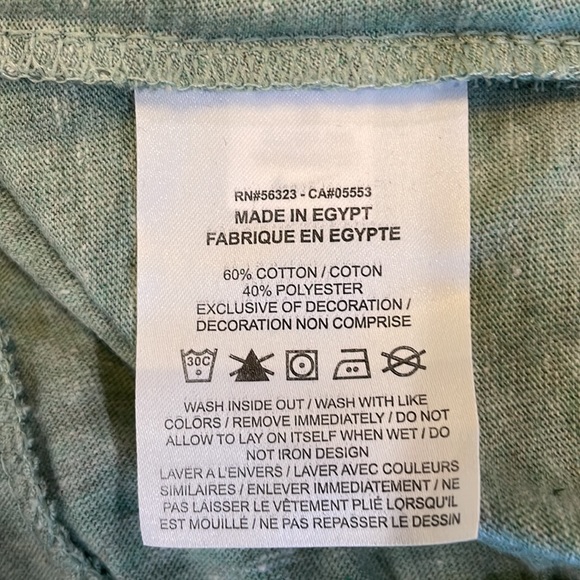 RN#56323 - CA#05553
MADE IN EGYPT
FABRIQUE EN EGYPTE
60% COTTON / COTON
40% POLYESTER
EXCLUSIVE OF DECORATION /
DECORATION NON COMPRISE
30C
WASH INSIDE OUT / WASH WITH LIKE
COLORS / REMOVE IMMEDIATELY / DO NOT
ALLOW TO LAY ON ITSELF WHEN WET / DO
NOT IRON DESIGN
LAVER A L'ENVERS / LAVER AVEC COULEURS
SIMILAIRES / ENLEVER IMMEDIATEMENT / NE
PAS LAISSER LE VÊTEMENT PLIÉ LORSQU'IL
EST MOUILLÉ / NE PAS REPASSER LE DESSIN